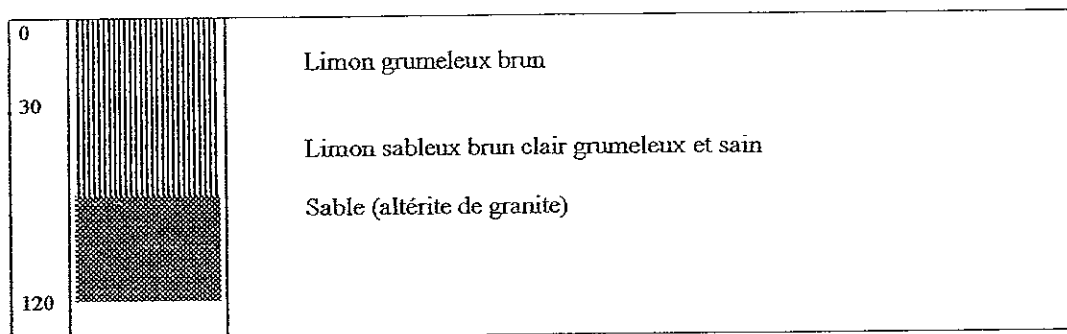 0
Limon grumeleux brun
30
Limon sableux brun clair grumeleux et sain
Sable (altérite de granite)
120